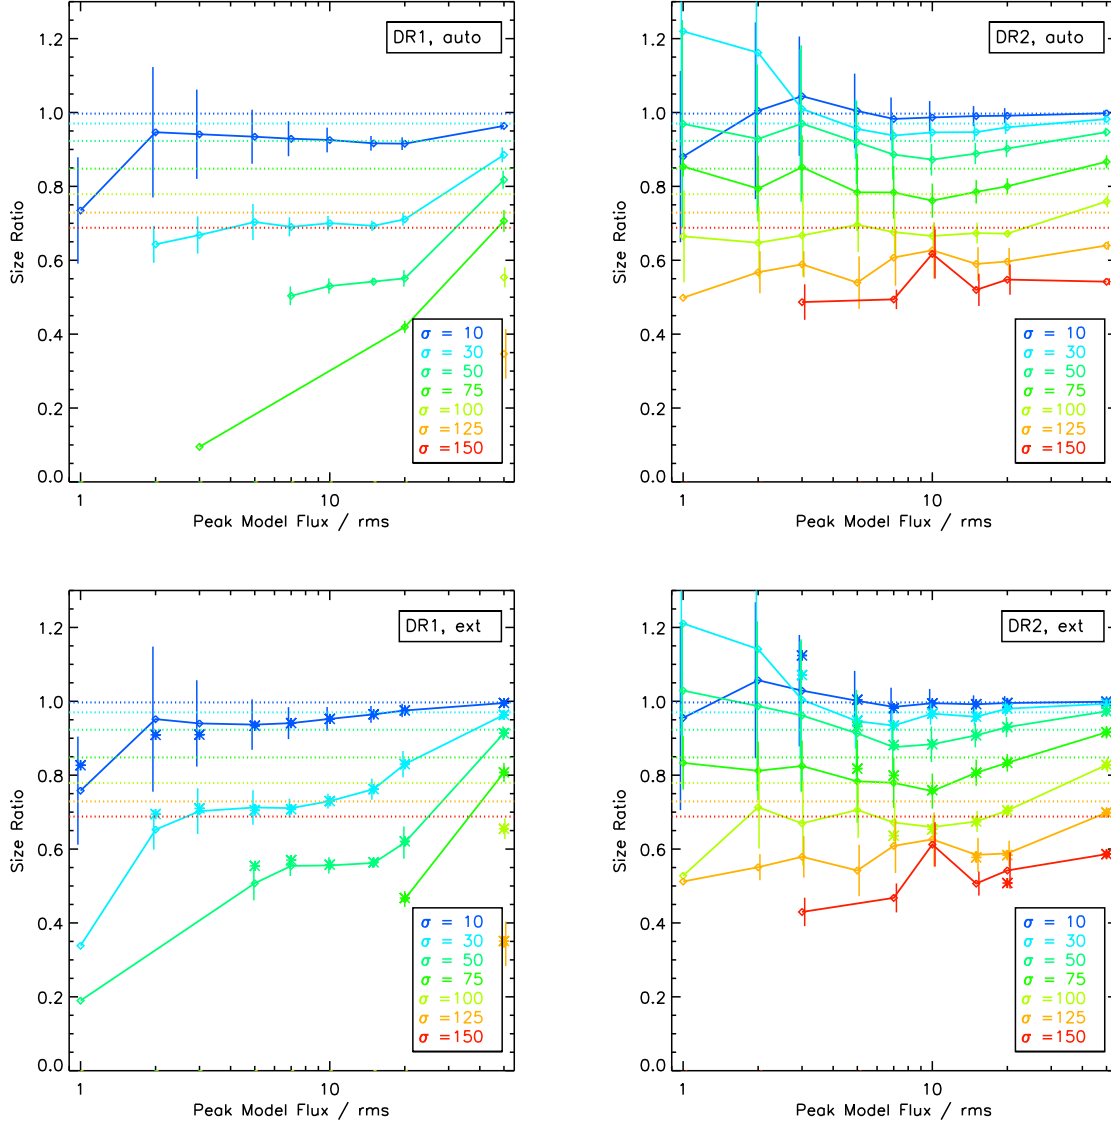 DR1, auto
1.2
1.0
0.8
0.6
0.4
0.2
0.0
Size Ratio
σ = 10
σ = 30
σ = 50
σ = 75
σ =100
σ =125
σ =150
1 10
Peak Model Flux / rms
DR2, auto
1.2
1.0
0.8
0.6
0.4
0.2
0.0
Size Ratio
σ = 10
σ = 30
σ = 50
σ = 75
σ =100
σ =125
σ =150
1 10
Peak Model Flux / rms
DR1, ext
1.2
1.0
0.8
0.6
0.4
0.2
0.0
Size Ratio
σ = 10
σ = 30
σ = 50
σ = 75
σ =100
σ =125
σ =150
1 10
Peak Model Flux / rms
DR2, ext
1.2
1.0
0.8
0.6
0.4
0.2
0.0
Size Ratio
σ = 10
σ = 30
σ = 50
σ = 75
σ =100
σ =125
σ =150
1 10
Peak Model Flux / rms